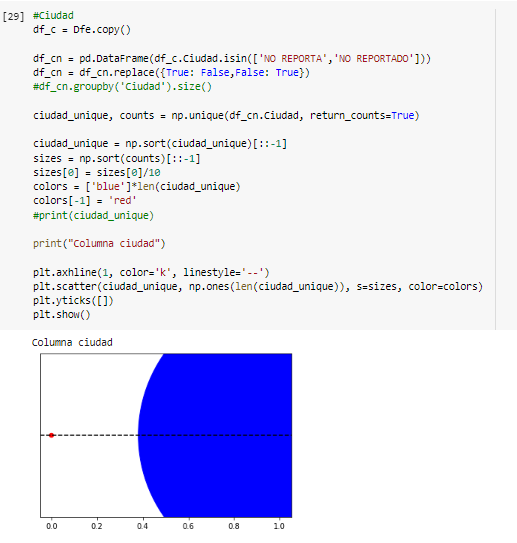 [29] #Ciudad
df_c = Dfe.copy()
df_cn = pd.DataFrame(df_c.Ciudad.isin(['NO REPORTA','NO REPORTADO']))
df_cn = df_cn.replace({True: False,False: True})
#df_cn.groupby('Ciudad').size()
ciudad_unique, counts = np.unique(df_cn.Ciudad, return_counts=True)
ciudad_unique = np.sort(ciudad_unique)[::-1]
sizes = np.sort(counts)[::-1]
sizes[0] = sizes[0]/10
colors = ['blue']*len(ciudad_unique)
colors[-1] = 'red'
#print(ciudad_unique)
print("Columna ciudad")
plt.axhline(1, color='k', linestyle='--')
plt.scatter(ciudad_unique, np.ones(len(ciudad_unique)), s=sizes, color=colors)
plt.yticks([])
plt.show()
Columna ciudad
0.0 0.2 0.4 0.6 0.8 1.0